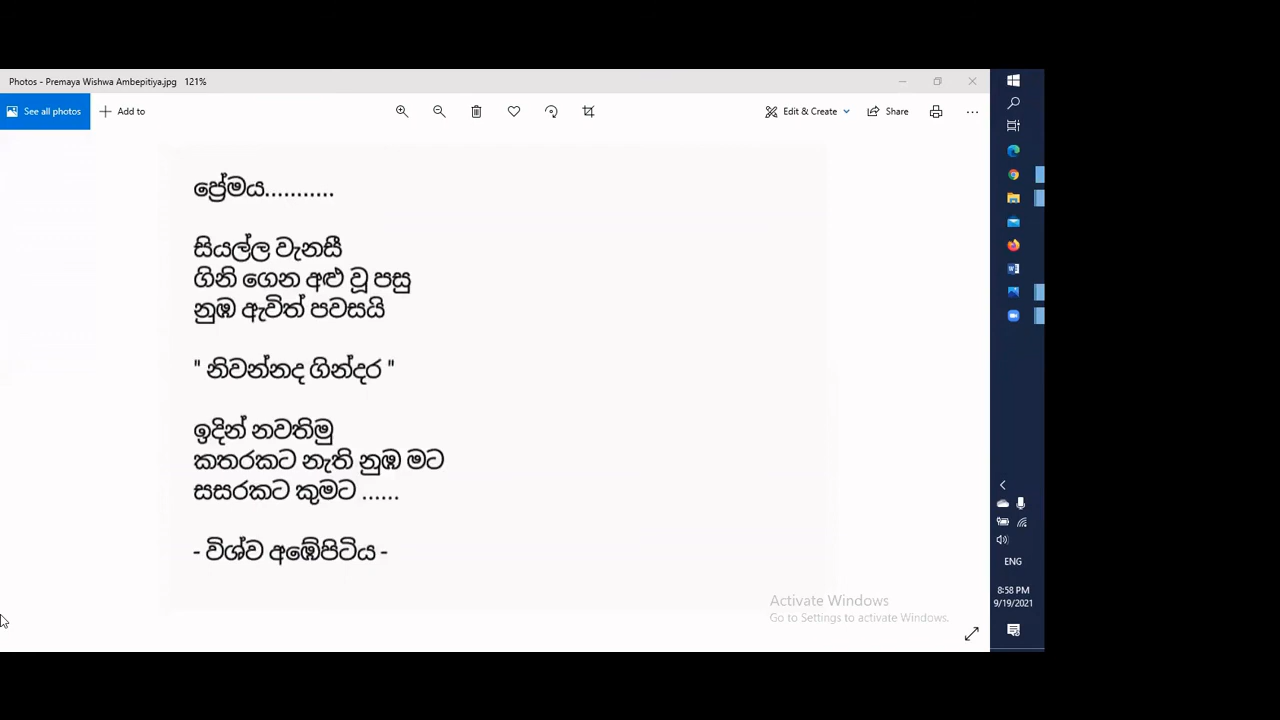 Photos - Premaya Wishwa Ambepitiya.jpg 121%
See all photos
Add to
Edit & Create
Share
ප්‍රේමය...........
සියල්ල වැනසී
ගිනි ගෙන අළු වූ පසු
නුඹ ඇවිත් පවසයි
" නිවන්නද ගින්දර "
ඉදින් නවතිමු
කතරකට නැති නුඹ මට
සසරකට කුමට ......
- විශ්ව අඹේපිටිය -
Activate Windows
Go to Settings to activate Windows.
ENG
8:58 PM
9/19/2021